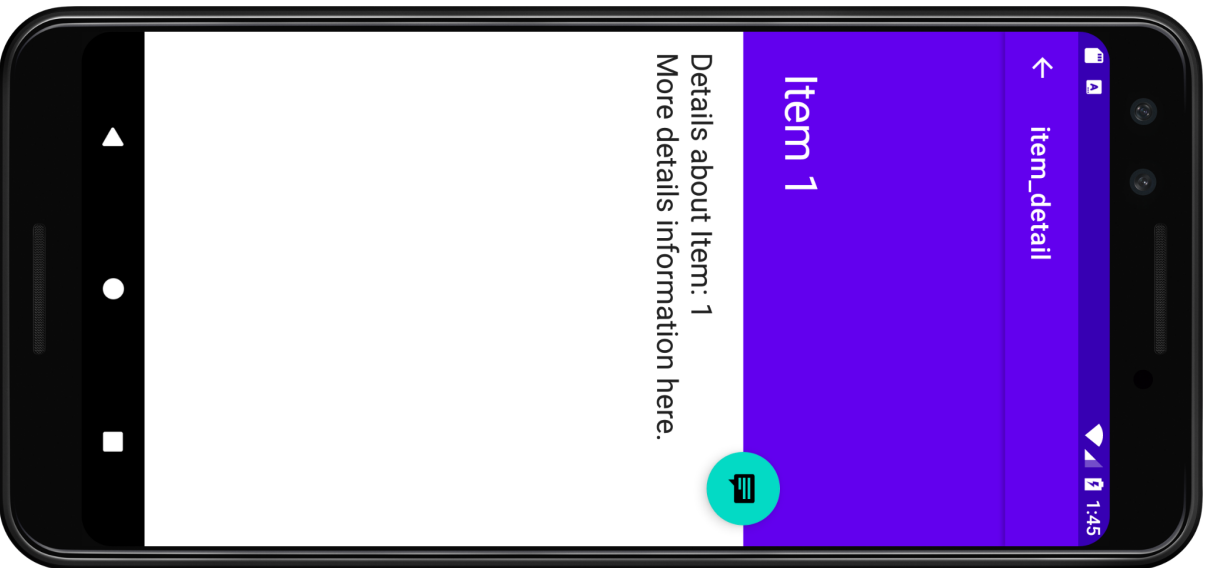 1:45
item_detail
Item 1
Details about Item: 1
More details information here.